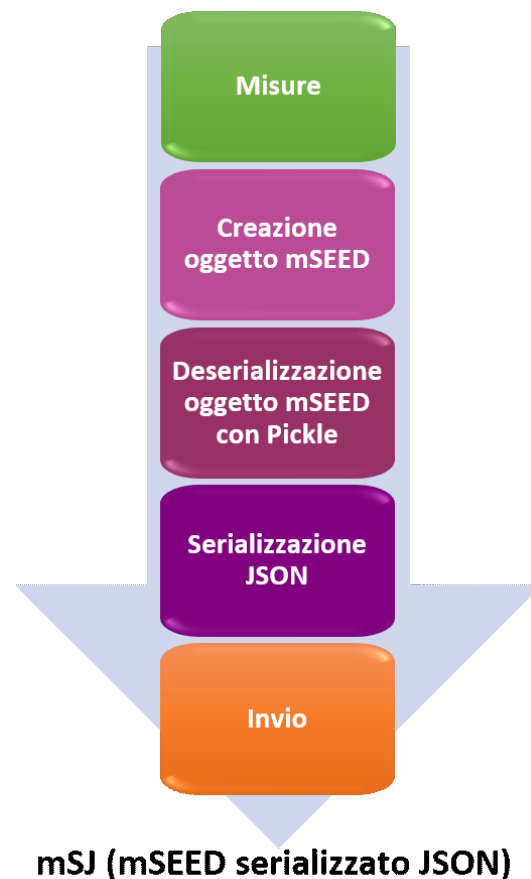 Misure
Creazione
oggetto mSEED
Deserializzazione
oggetto mSEED
con Pickle
Serializzazione
JSON
Invio
mSJ (mSEED serializzato JSON)